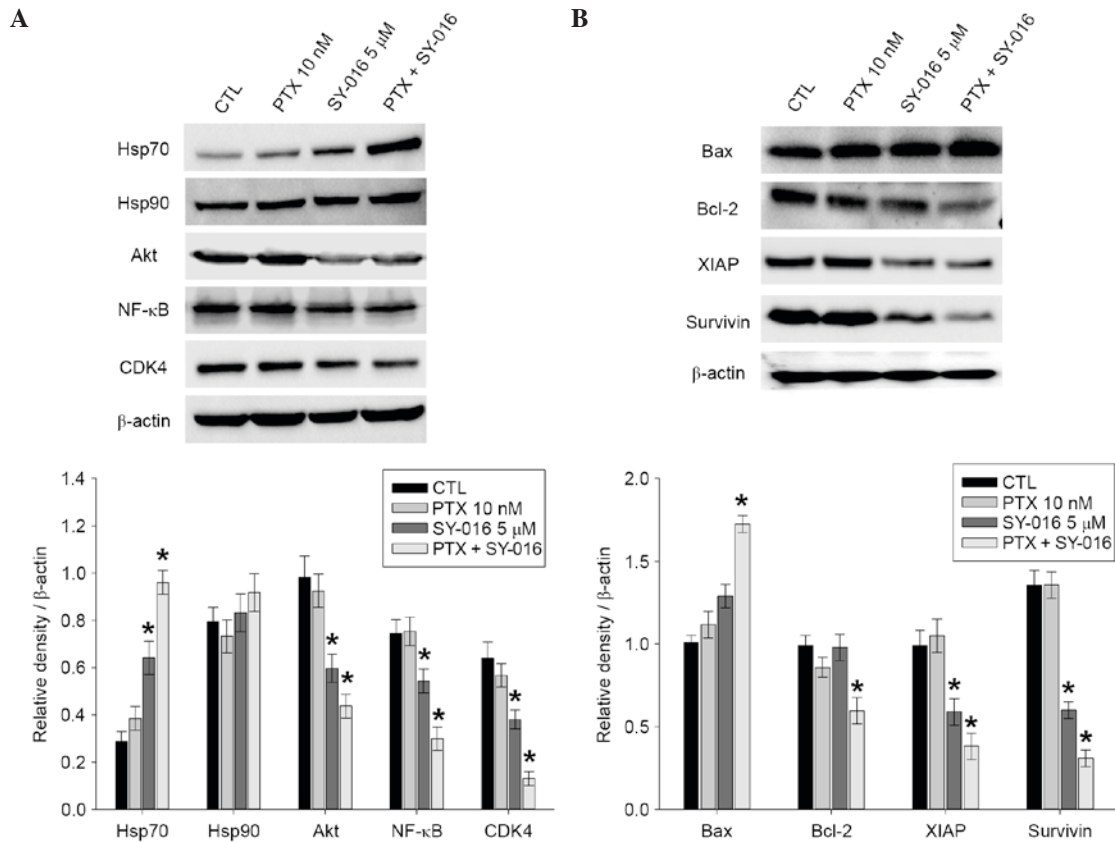 A
CTL
PTX 10 nM
SY-016 5 μM
PTX + SY-016
Hsp70
Hsp90
Akt
NF-κB
CDK4
β-actin
Relative density / β-actin
1.4
1.2
1.0
0.8
0.6
0.4
0.2
0.0
CTL
PTX 10 nM
SY-016 5 μM
PTX + SY-016
*
*
*
*
*
*
*
*
Hsp70 Hsp90 Akt NF-κB CDK4
B
CTL
PTX 10 nM
SY-016 5 μM
PTX + SY-016
Bax
Bcl-2
XIAP
Survivin
β-actin
Relative density / β-actin
2.0
1.5
1.0
0.5
0.0
CTL
PTX 10 nM
SY-016 5 μM
PTX + SY-016
*
*
*
*
*
*
Bax Bcl-2 XIAP Survivin